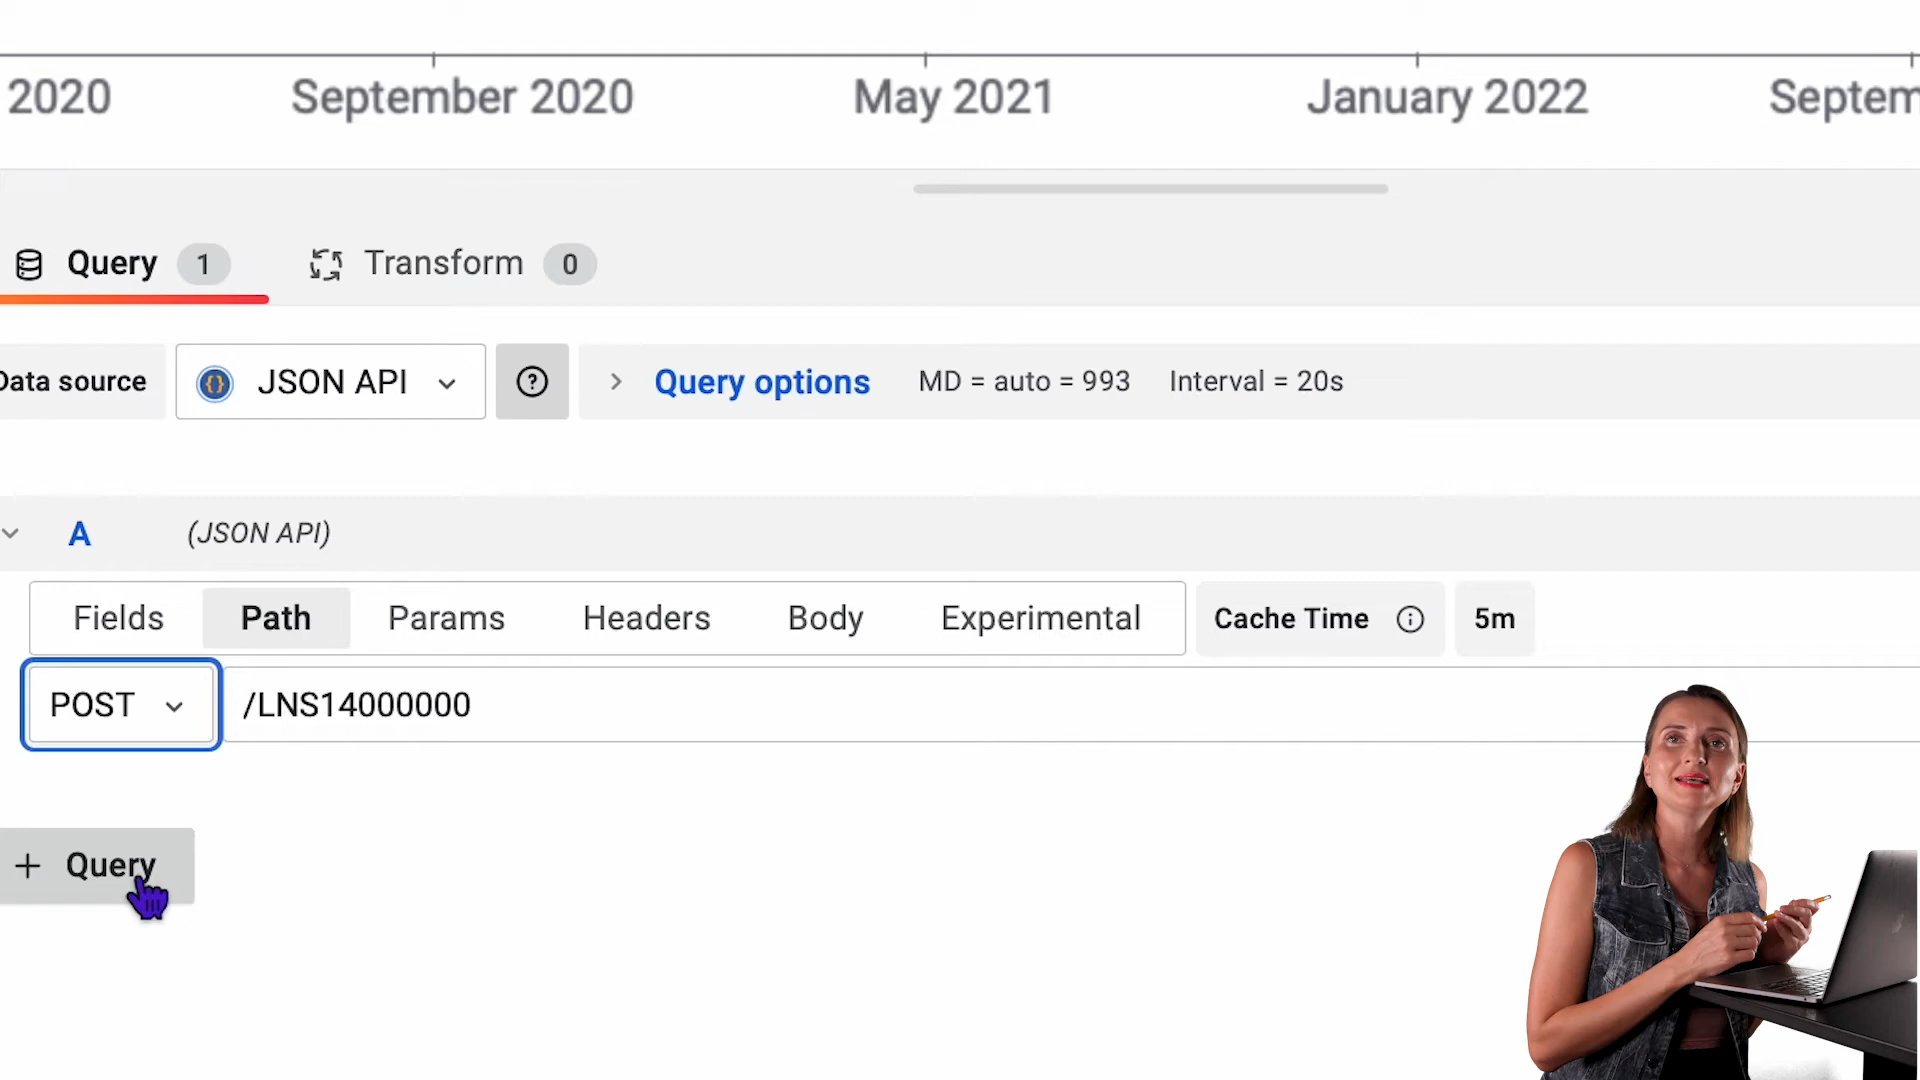 2020 September 2020 May 2021 January 2022 Septem
Query 1 Transform 0
Data source JSON API Query options MD = auto = 993 Interval = 20s
A (JSON API)
Fields Path Params Headers Body Experimental Cache Time 5m
POST /LNS14000000
+ Query